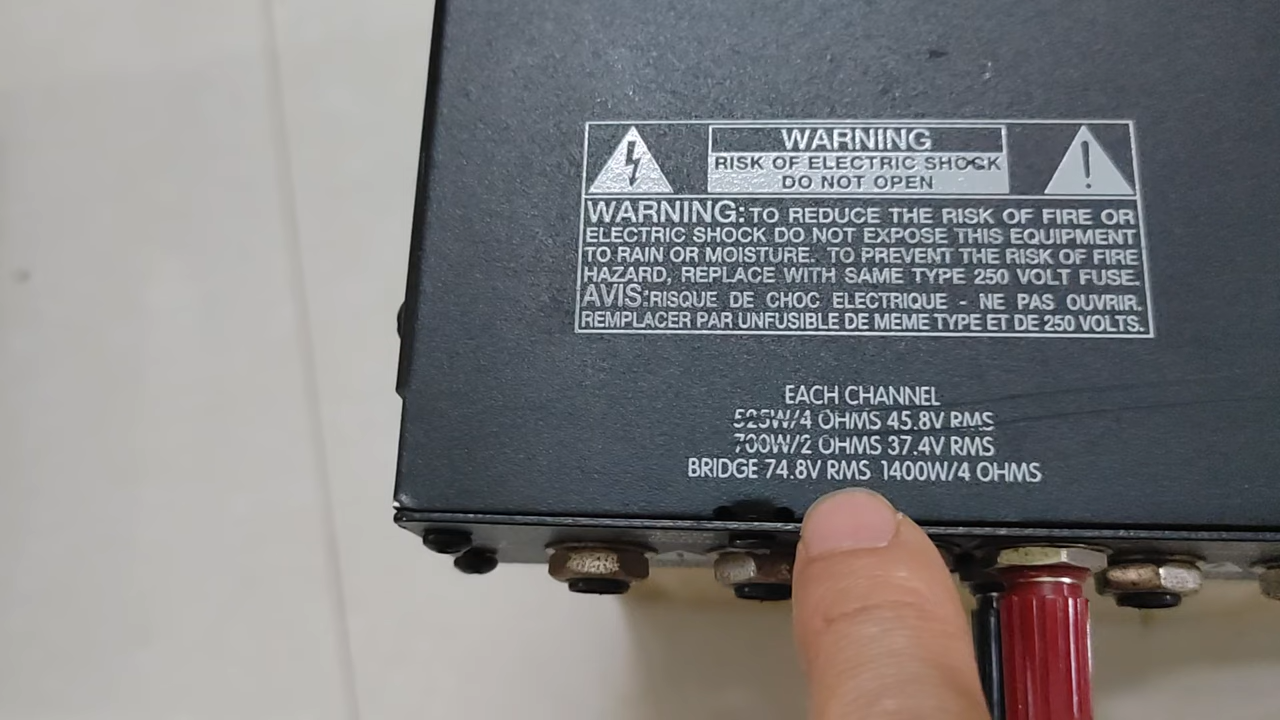 WARNING
RISK OF ELECTRIC SHOCK
DO NOT OPEN
WARNING: TO REDUCE THE RISK OF FIRE OR
ELECTRIC SHOCK DO NOT EXPOSE THIS EQUIPMENT
TO RAIN OR MOISTURE. TO PREVENT THE RISK OF FIRE
HAZARD, REPLACE WITH SAME TYPE 250 VOLT FUSE.
AVIS: RISQUE DE CHOC ELECTRIQUE - NE PAS OUVRIR.
REMPLACER PAR UNFUSIBLE DE MEME TYPE ET DE 250 VOLTS.
EACH CHANNEL
525W/4 OHMS 45.8V RMS
700W/2 OHMS 37.4V RMS
BRIDGE 74.8V RMS 1400W/4 OHMS